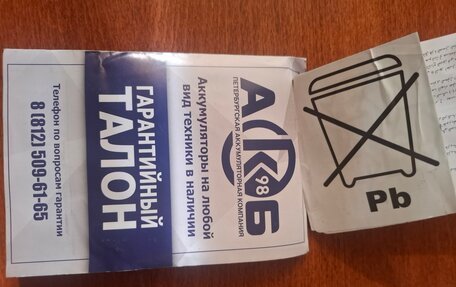 АКБ
98
ПЕТЕРБУРГСКАЯ АККУМУЛЯТОРНАЯ КОМПАНИЯ
Аккумуляторы на любой
вид техники в наличии
ГАРАНТИЙНЫЙ
ТАЛОН
Телефон по вопросам гарантии
8 (812) 509-61-65
Pb